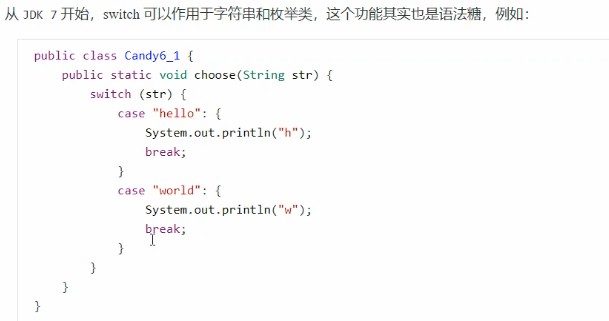 从 JDK 7 开始，switch 可以作用于字符串和枚举类，这个功能其实也是语法糖，例如：
public class Candy6_1 {
    public static void choose(String str) {
        switch (str) {
            case "hello": {
                System.out.println("h");
                break;
            }
            case "world": {
                System.out.println("w");
                break;
            }
        }
    }
}